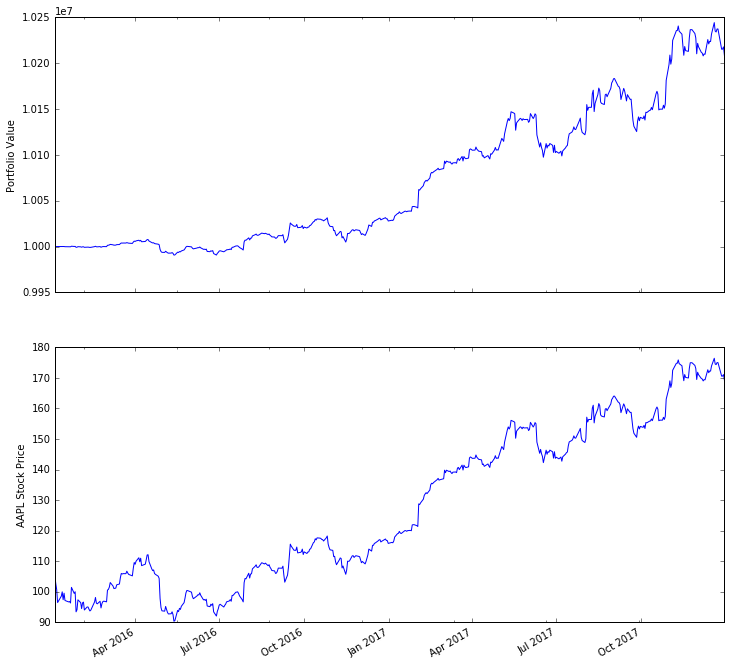 1e7
1.025
1.020
1.015
1.010
1.005
1.000
0.995
Portfolio Value
180
170
160
150
140
130
120
110
100
90
AAPL Stock Price
Apr 2016
Jul 2016
Oct 2016
Jan 2017
Apr 2017
Jul 2017
Oct 2017